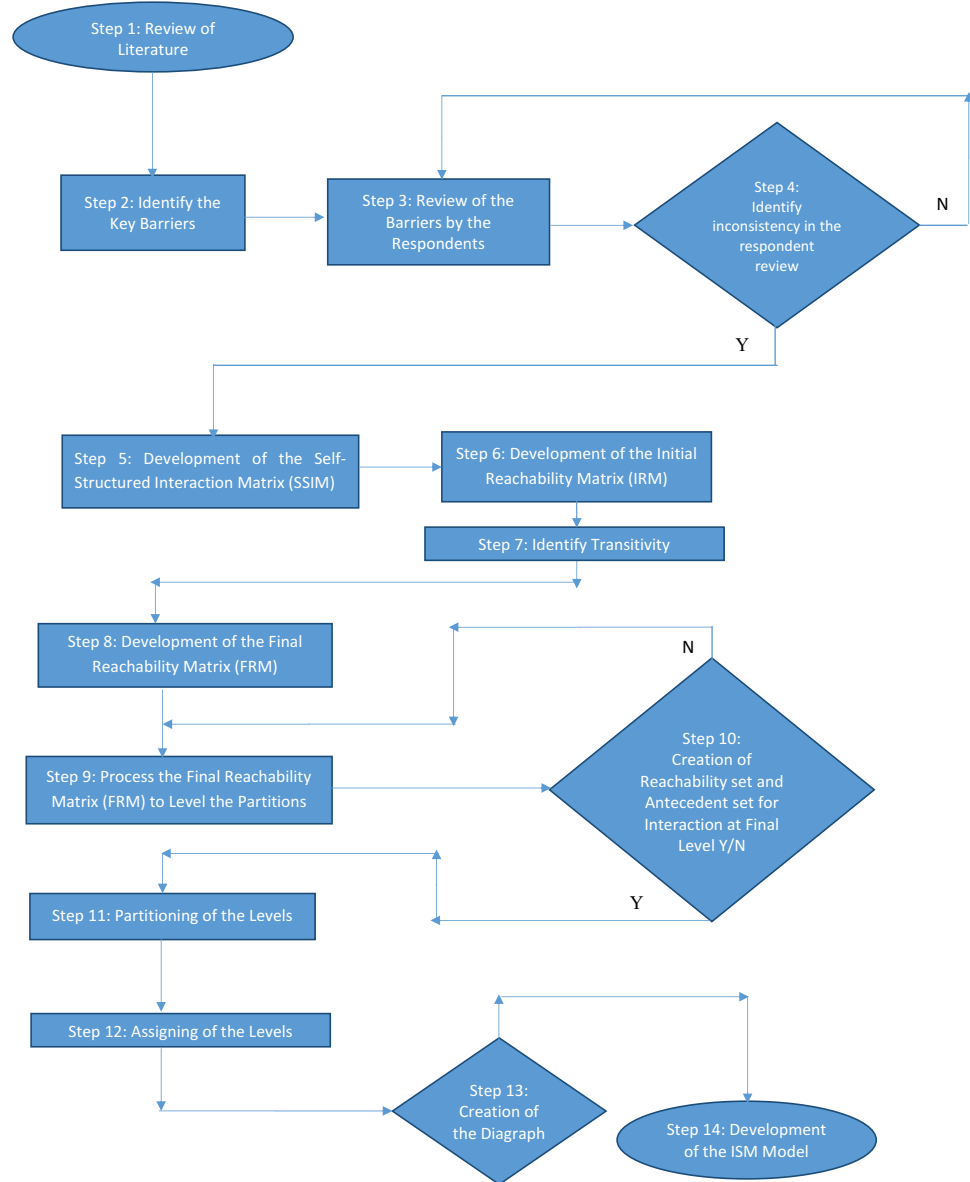 Step 1: Review of
Literature
Step 2: Identify the
Key Barriers
Step 3: Review of the
Barriers by the
Respondents
Step 4:
Identify
inconsistency in the
respondent
review
N
Y
Step 5: Development of the Self-
Structured Interaction Matrix (SSIM)
Step 6: Development of the Initial
Reachability Matrix (IRM)
Step 7: Identify Transitivity
Step 8: Development of the Final
Reachability Matrix (FRM)
N
Step 9: Process the Final Reachability
Matrix (FRM) to Level the Partitions
Step 10:
Creation of
Reachability set and
Antecedent set for
Interaction at Final
Level Y/N
Y
Step 11: Partitioning of the Levels
Step 12: Assigning of the Levels
Step 13:
Creation of
the Diagraph
Step 14: Development
of the ISM Model